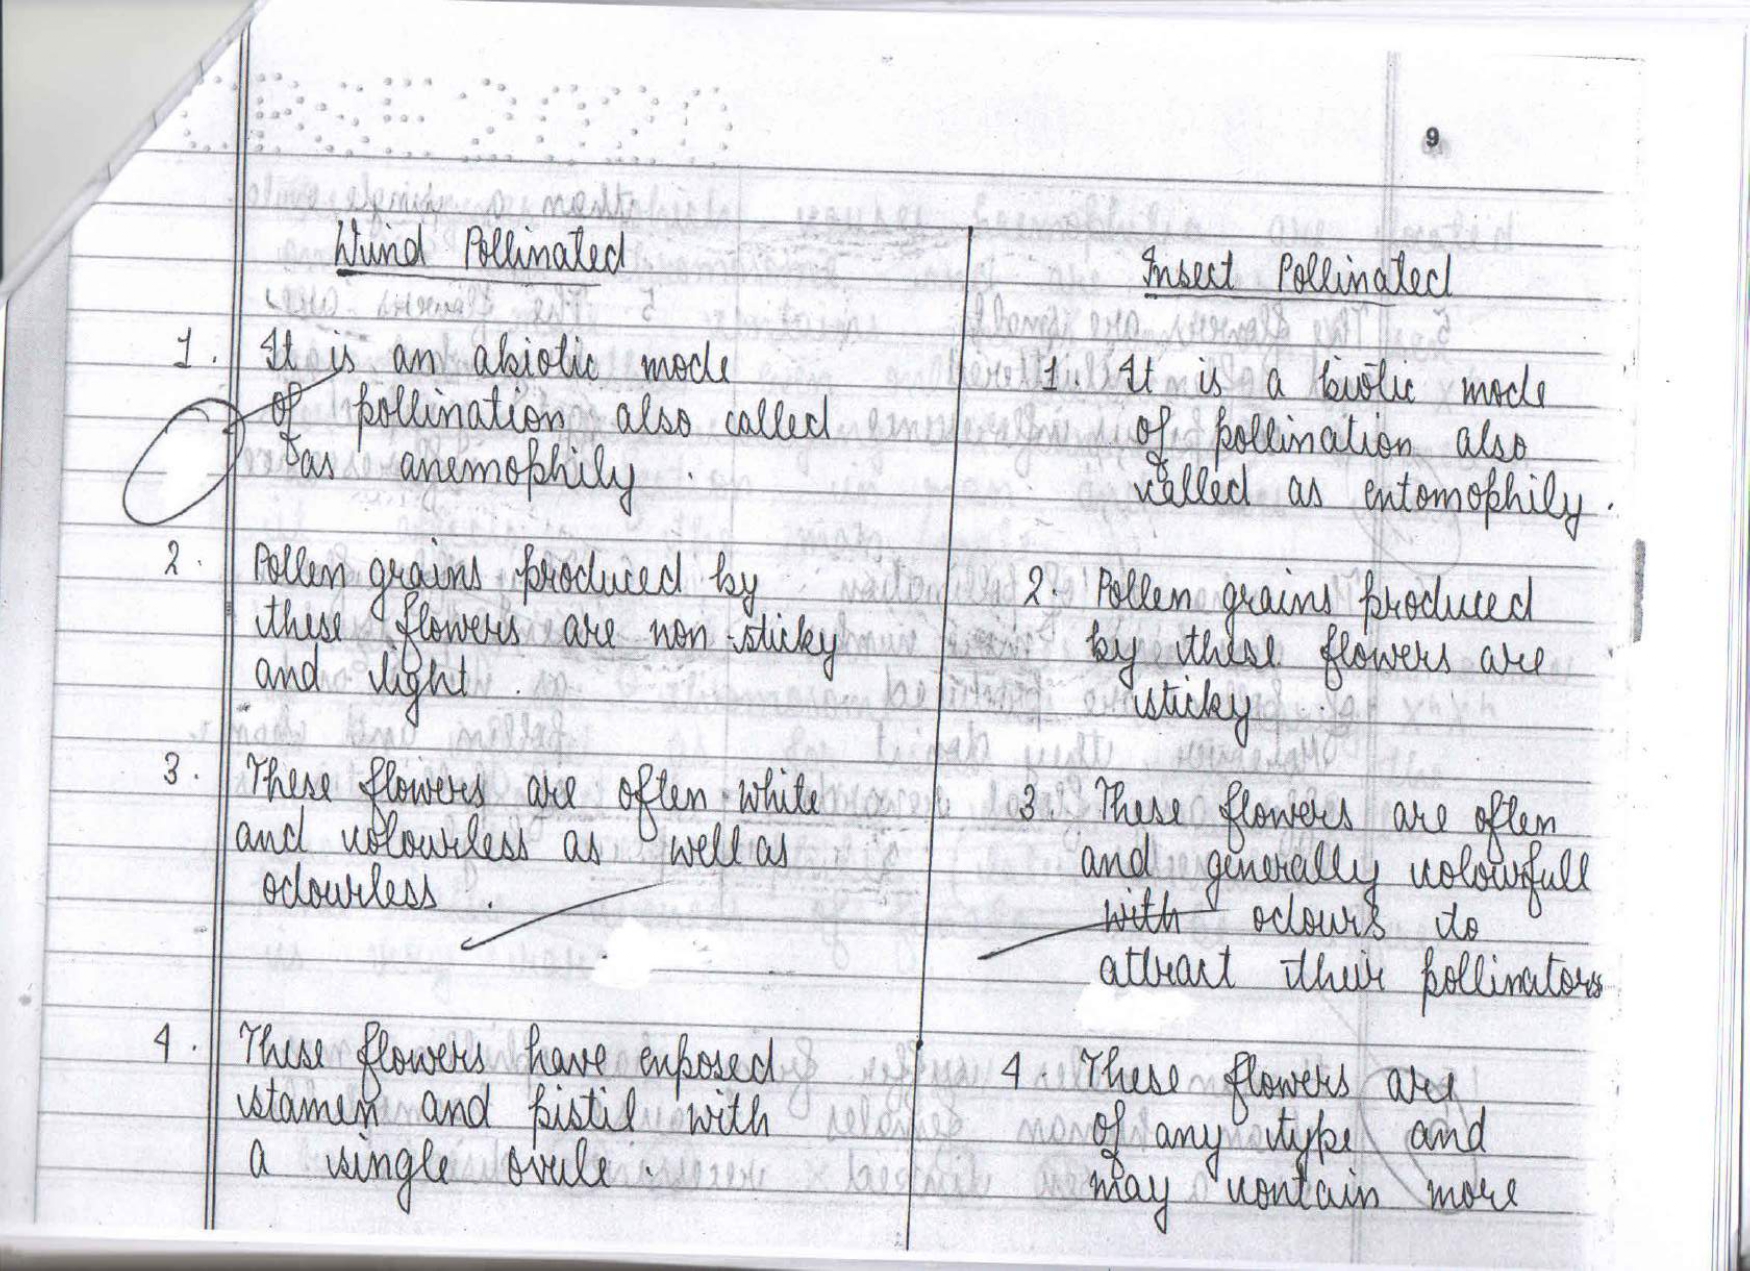 CBSE 2020
9
Wind Pollinated
Insect Pollinated
1. It is an abiotic mode
of pollination also called
as anemophily.
1. It is a biotic mode
of pollination also
called as entomophily.
2. Pollen grains produced by
these flowers are non-sticky
and light.
2. Pollen grains produced
by these flowers are
sticky.
3. These flowers are often white
and colourless as well as
odourless.
3. These flowers are often
and generally colourfull
with odours to
attract their pollinators
4. These flowers have exposed
stamen and pistil with
a single ovule.
4. These flowers are
of any type and
may contain more